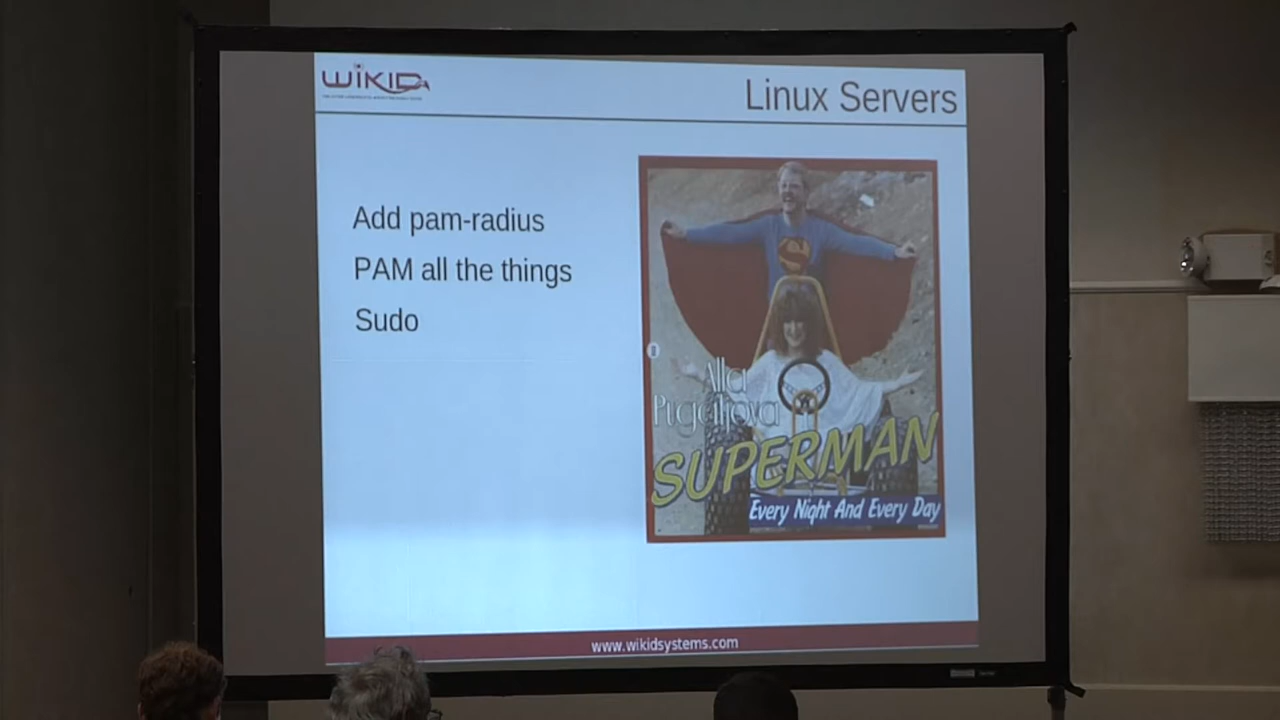 WiKID
Linux Servers
Add pam-radius
PAM all the things
Sudo
S
Alla
Pugatjova
SUPERMAN
Every Night And Every Day
www.wikidsystems.com